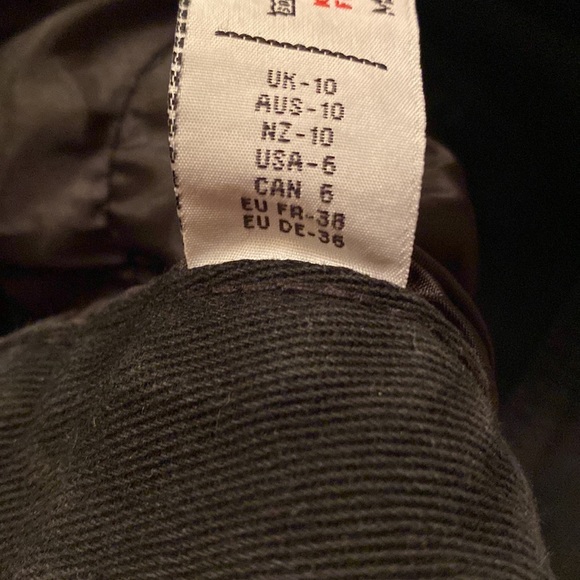 UK-10
AUS-10
NZ-10
USA-6
CAN 6
EU FR-38
EU DE-36